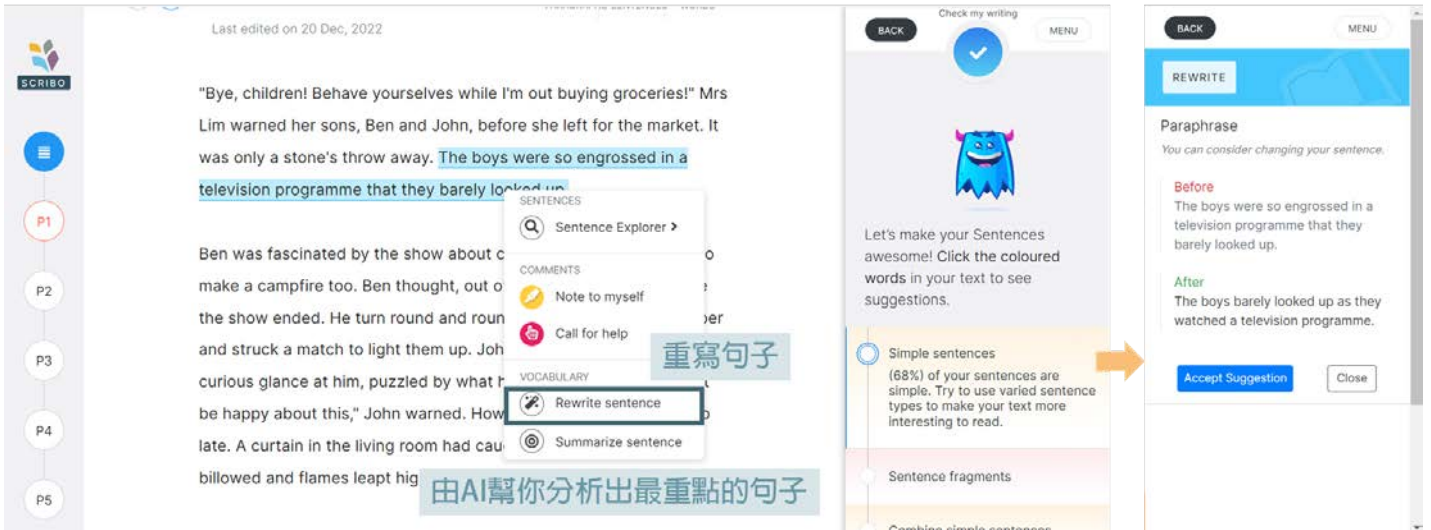 Last edited on 20 Dec, 2022
SCRIBO
P1
P2
P3
P4
P5
"Bye, children! Behave yourselves while I'm out buying groceries!" Mrs
Lim warned her sons, Ben and John, before she left for the market. It
was only a stone's throw away. The boys were so engrossed in a
television programme that they barely looked up.
Ben was fascinated by the show about c
make a campfire too. Ben thought, out o
the show ended. He turn round and roun
and struck a match to light them up. Joh
curious glance at him, puzzled by what h
be happy about this," John warned. How
late. A curtain in the living room had cau
billowed and flames leapt hig
SENTENCES
Sentence Explorer >
COMMENTS
Note to myself
Call for help
VOCABULARY
Rewrite sentence
Summarize sentence
重寫句子
由AI幫你分析出最重點的句子
Check my writing
BACK
MENU
Let's make your Sentences
awesome! Click the coloured
words in your text to see
suggestions.
Simple sentences
(68%) of your sentences are
simple. Try to use varied sentence
types to make your text more
interesting to read.
Sentence fragments
Combine simple sentences
BACK
MENU
REWRITE
Paraphrase
You can consider changing your sentence.
Before
The boys were so engrossed in a
television programme that they
barely looked up.
After
The boys barely looked up as they
watched a television programme.
Accept Suggestion
Close